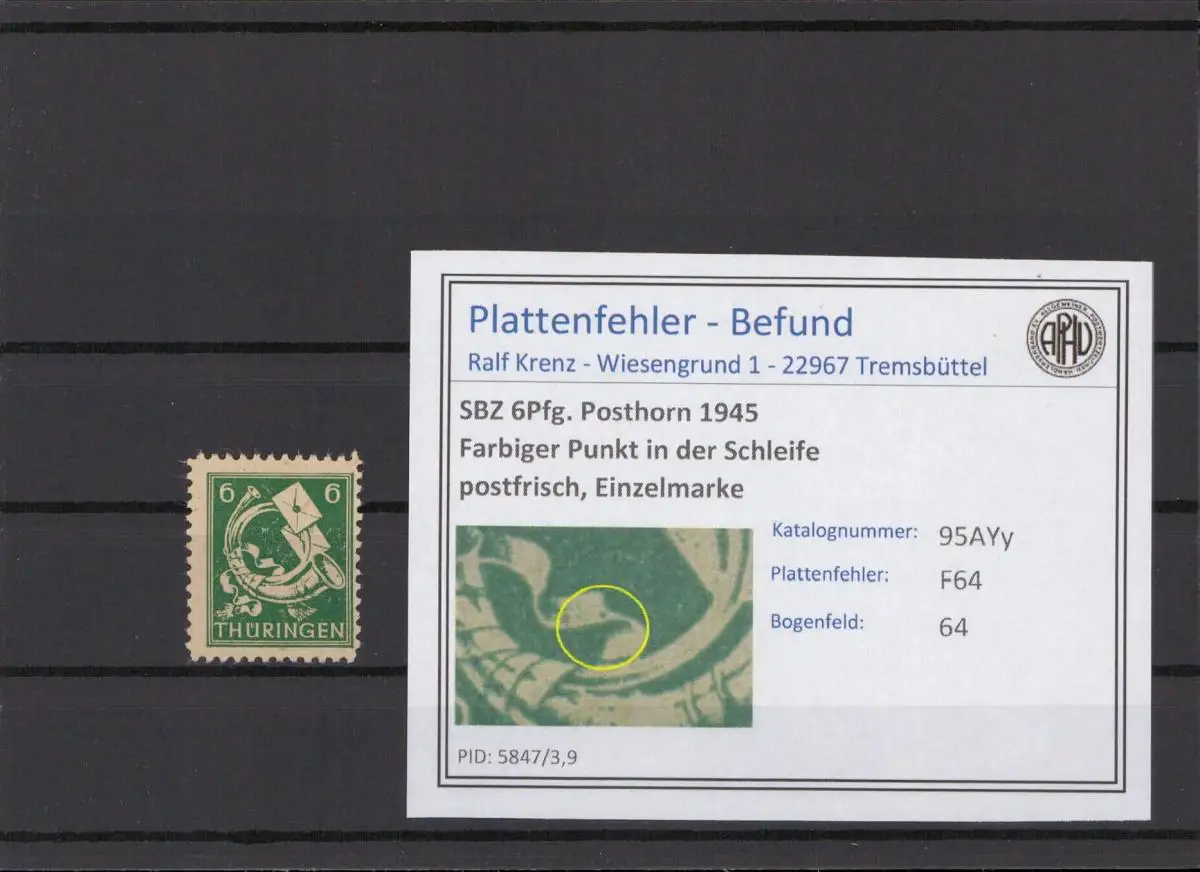 6 6
THÜRINGEN
Plattenfehler - Befund
Ralf Krenz - Wiesengrund 1 - 22967 Tremsbüttel
APHV
SBZ 6Pfg. Posthorn 1945
Farbiger Punkt in der Schleife
postfrisch, Einzelmarke
Katalognummer: 95AYy
Plattenfehler: F64
Bogenfeld: 64
PID: 5847/3,9